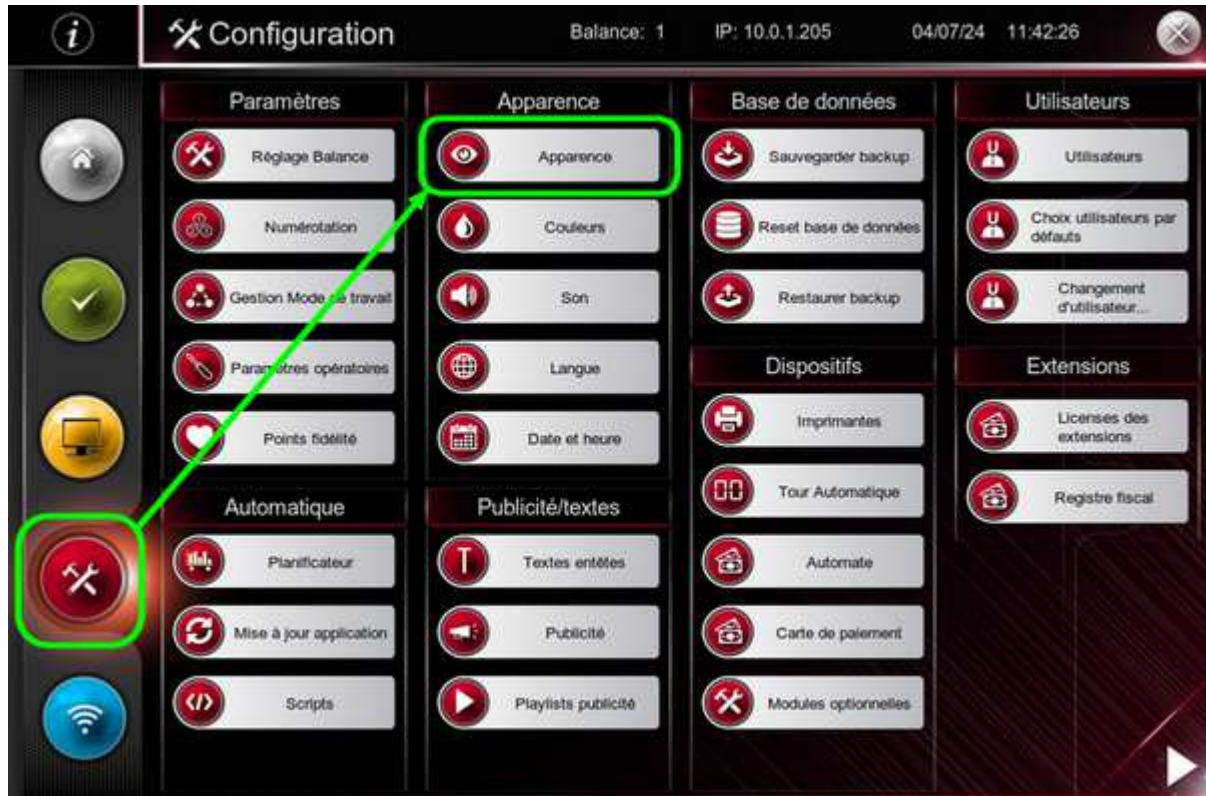 i
Configuration
Balance: 1
IP: 10.0.1.205
04/07/24
11:42:26
Paramètres
Réglage Balance
Numérotation
Gestion Mode de travail
Paramètres opératoires
Points fidélité
Automatique
Planificateur
Mise à jour application
Scripts
Apparence
Apparence
Couleurs
Son
Langue
Date et heure
Publicité/textes
Textes entêtes
Publicité
Playlists publicité
Base de données
Sauvegarder backup
Reset base de données
Restaurer backup
Dispositifs
Imprimantes
Tour Automatique
Automate
Carte de paiement
Modules optionnelles
Utilisateurs
Utilisateurs
Choix utilisateurs par
défauts
Changement
d'utilisateur...
Extensions
Licenses des
extensions
Registre fiscal